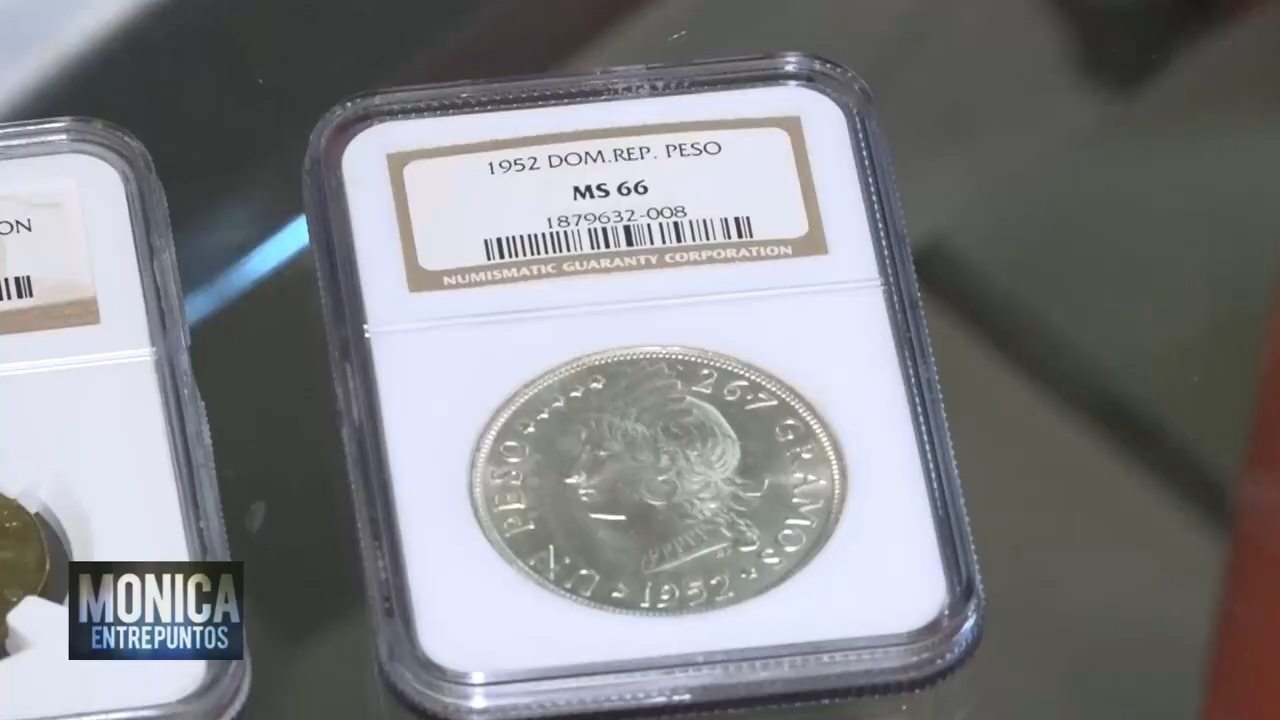 1952 DOM.REP. PESO
MS 66
1879632-008
NUMISMATIC GUARANTY CORPORATION
ON
UN PESO
26·7 GRAMOS
1952
MONICA
ENTREPUNTOS